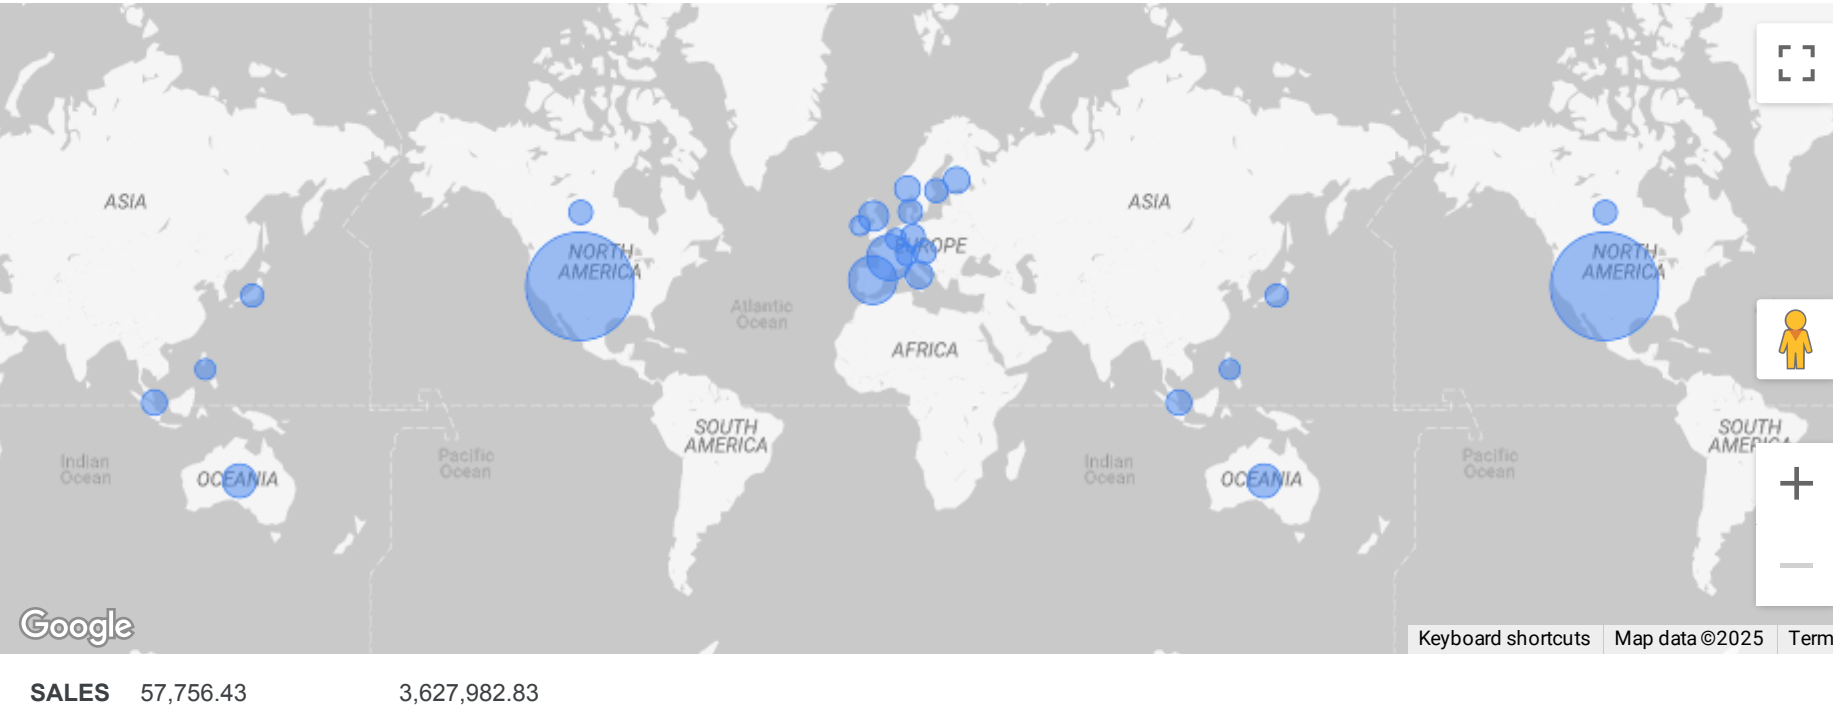 ASIA
NORTH
AMERICA
EUROPE
Atlantic
Ocean
AFRICA
ASIA
NORTH
AMERICA
SOUTH
AMERICA
Indian
Ocean
OCEANIA
Pacific
Ocean
Indian
Ocean
OCEANIA
Pacific
Ocean
SOUTH
AMERICA
Google
Keyboard shortcuts
Map data ©2025
Term
SALES 57,756.43 3,627,982.83